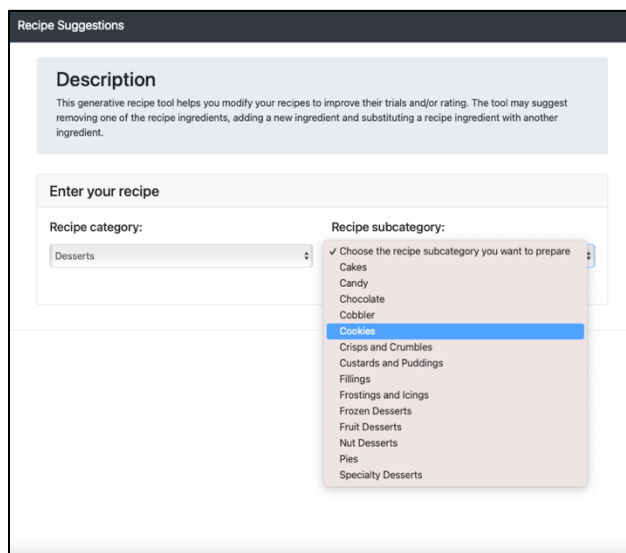 Recipe Suggestions
Description
This generative recipe tool helps you modify your recipes to improve their trials and/or rating. The tool may suggest
removing one of the recipe ingredients, adding a new ingredient and substituting a recipe ingredient with another
ingredient.
Enter your recipe
Recipe category:
Recipe subcategory:
Desserts
✓ Choose the recipe subcategory you want to prepare
Cakes
Candy
Chocolate
Cobbler
Cookies
Crisps and Crumbles
Custards and Puddings
Fillings
Frostings and Icings
Frozen Desserts
Fruit Desserts
Nut Desserts
Pies
Specialty Desserts